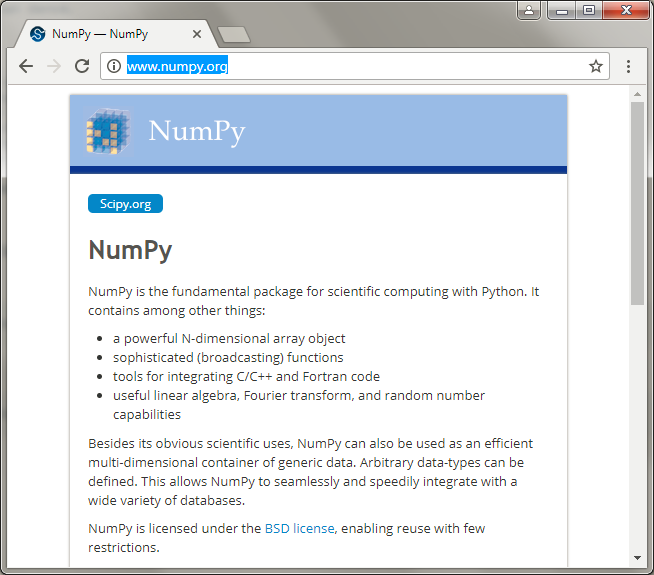 NumPy — NumPy
www.numpy.org
NumPy
Scipy.org
NumPy
NumPy is the fundamental package for scientific computing with Python. It
contains among other things:
• a powerful N-dimensional array object
• sophisticated (broadcasting) functions
• tools for integrating C/C++ and Fortran code
• useful linear algebra, Fourier transform, and random number
capabilities
Besides its obvious scientific uses, NumPy can also be used as an efficient
multi-dimensional container of generic data. Arbitrary data-types can be
defined. This allows NumPy to seamlessly and speedily integrate with a
wide variety of databases.
NumPy is licensed under the BSD license, enabling reuse with few
restrictions.